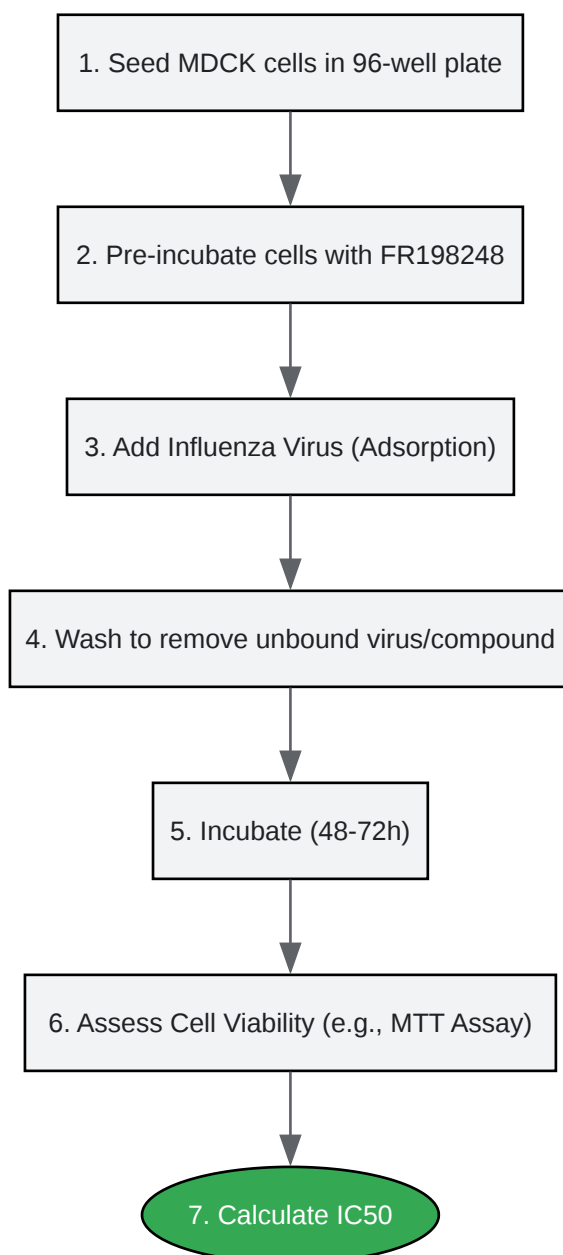 1. Seed MDCK cells in 96-well plate
2. Pre-incubate cells with FR198248
3. Add Influenza Virus (Adsorption)
4. Wash to remove unbound virus/compound
5. Incubate (48-72h)
6. Assess Cell Viability (e.g., MTT Assay)
7. Calculate IC50